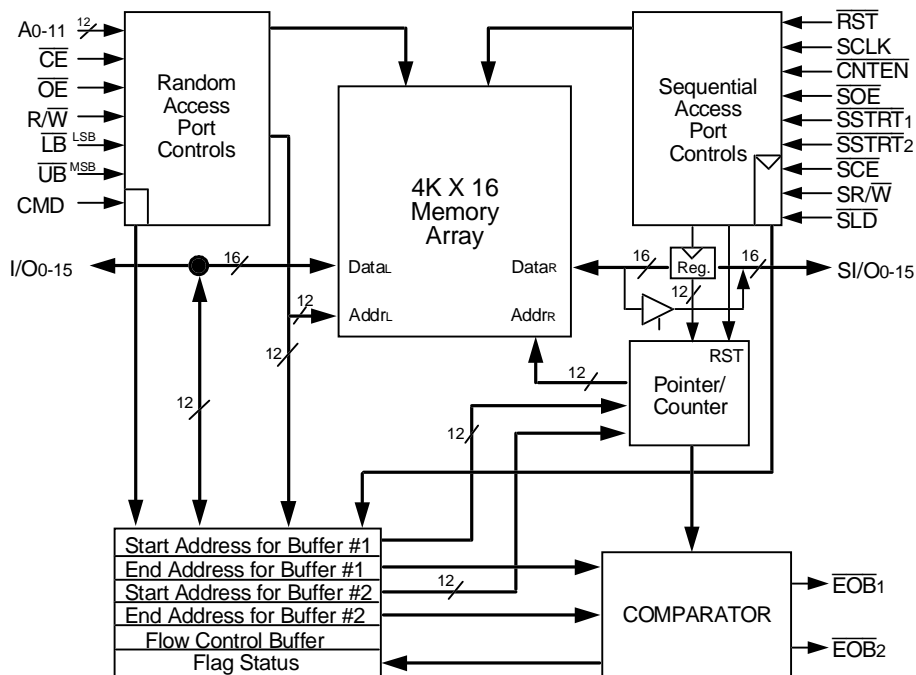 A0-11
12
CE
OE
R/W
LB LSB
UB MSB
CMD
Random
Access
Port
Controls
4K X 16
Memory
Array
DataL
DataR
AddrL
AddrR
Sequential
Access
Port
Controls
RST
SCLK
CNTEN
SOE
SSTRT1
SSTRT2
SCE
SR/W
SLD
I/O0-15
16
12
12
12
16
Reg.
16
SI/O0-15
12
RST
Pointer/
Counter
12
12
12
Start Address for Buffer #1
End Address for Buffer #1
Start Address for Buffer #2
End Address for Buffer #2
Flow Control Buffer
Flag Status
COMPARATOR
EOB1
EOB2